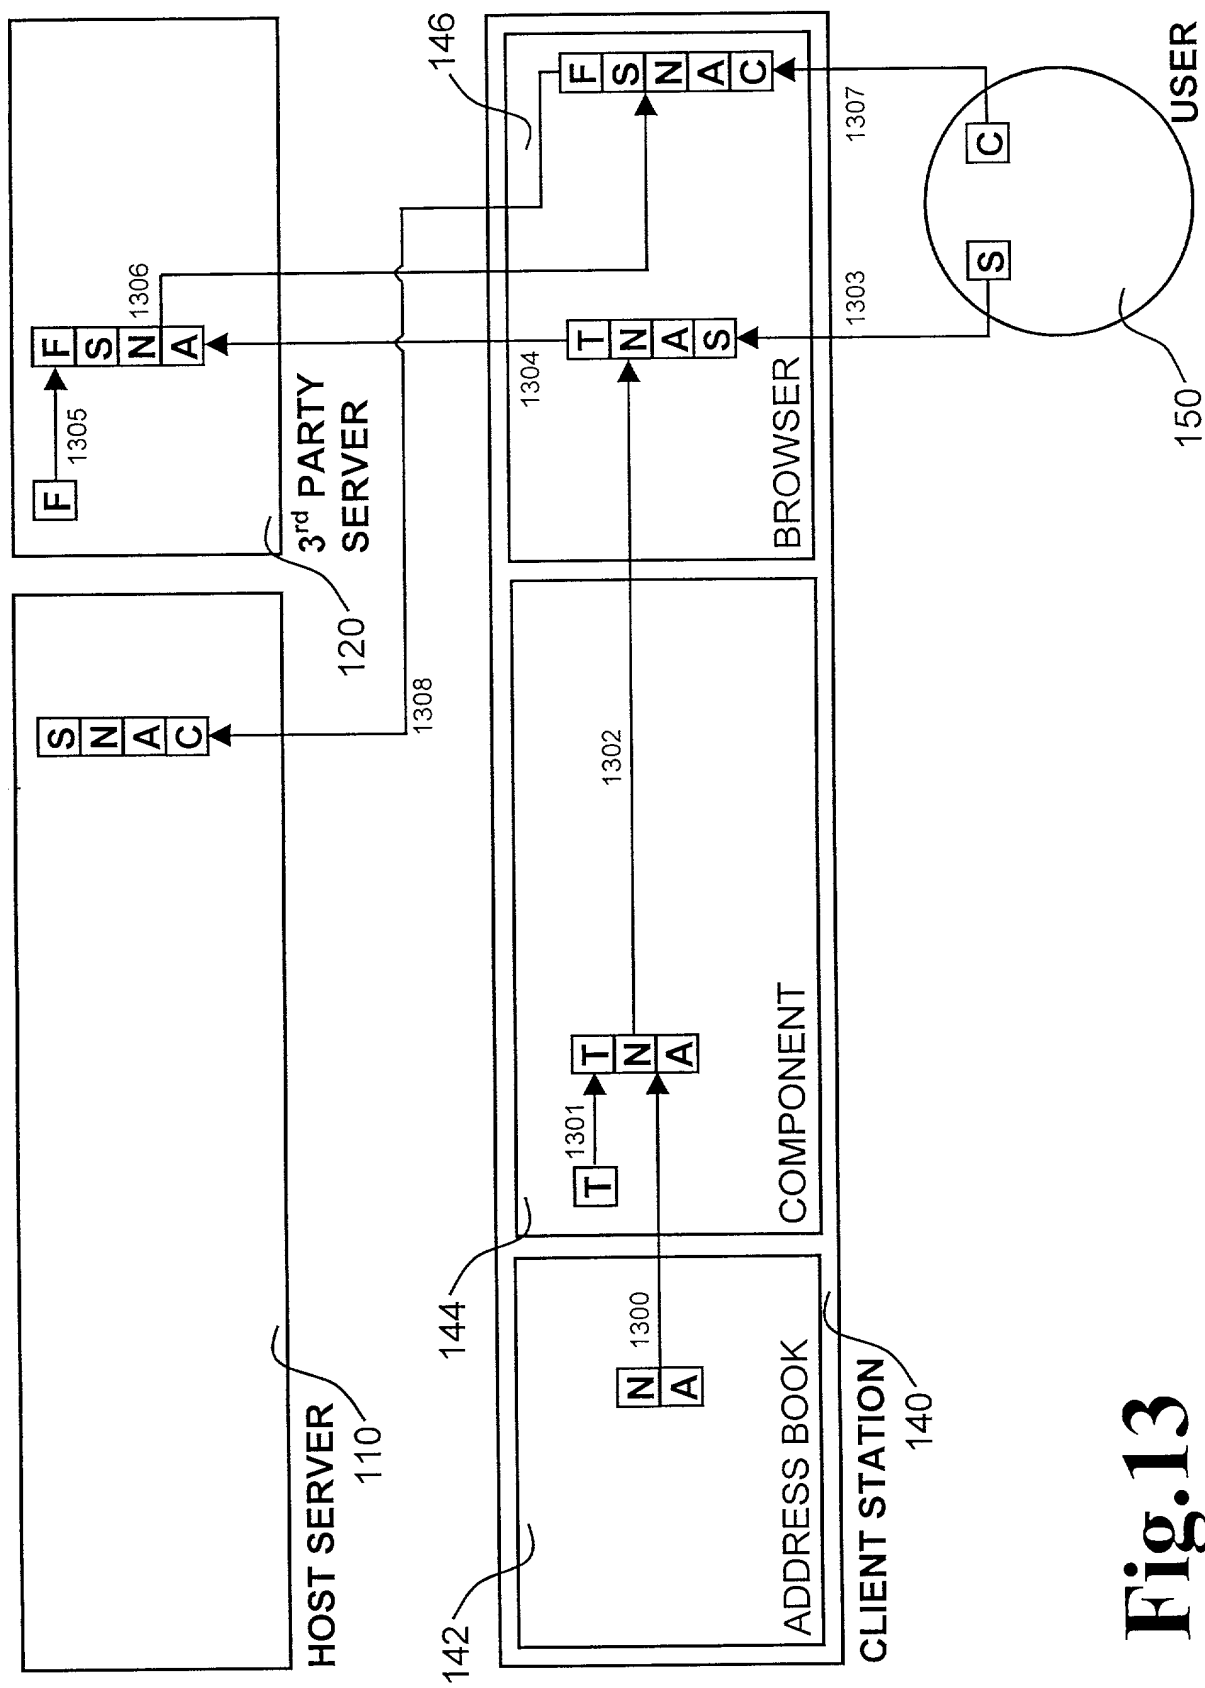 HOST SERVER
110
S
N
A
C
1308
120
3rd PARTY
SERVER
F
1305
F
S
N
A
1306
CLIENT STATION
140
142
ADDRESS BOOK
N
A
1300
144
COMPONENT
T
1301
T
N
A
1302
146
BROWSER
T
N
A
S
1304
F
S
N
A
C
1303
1307
S
C
150
USER
Fig.13